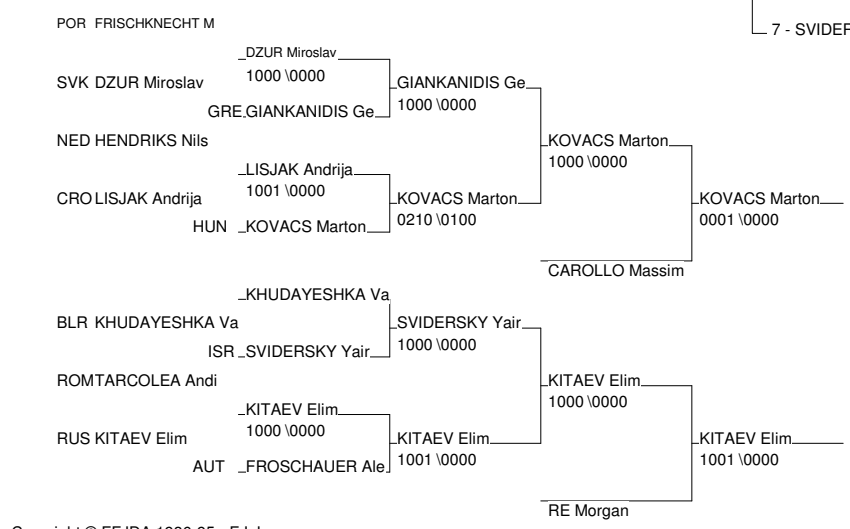 POR FRISCHKNECHT M
7 - SVIDER
DZUR Miroslav
SVK DZUR Miroslav 1000 \0000 GIANKANIDIS Ge
GRE GIANKANIDIS Ge 1000 \0000
NED HENDRIKS Nils KOVACS Marton
1000 \0000
LISJAK Andrija
CRO LISJAK Andrija 1001 \0000 KOVACS Marton KOVACS Marton
HUN KOVACS Marton 0210 \0100 0001 \0000
CAROLLO Massim
KHUDAYESHKA Va
BLR KHUDAYESHKA Va SVIDERSKY Yair
ISR SVIDERSKY Yair 1000 \0000
ROMTARCOLEA Andi KITAEV Elim
1000 \0000
KITAEV Elim
RUS KITAEV Elim 1000 \0000 KITAEV Elim KITAEV Elim
AUT FROSCHAUER Ale 1001 \0000 1001 \0000
RE Morgan